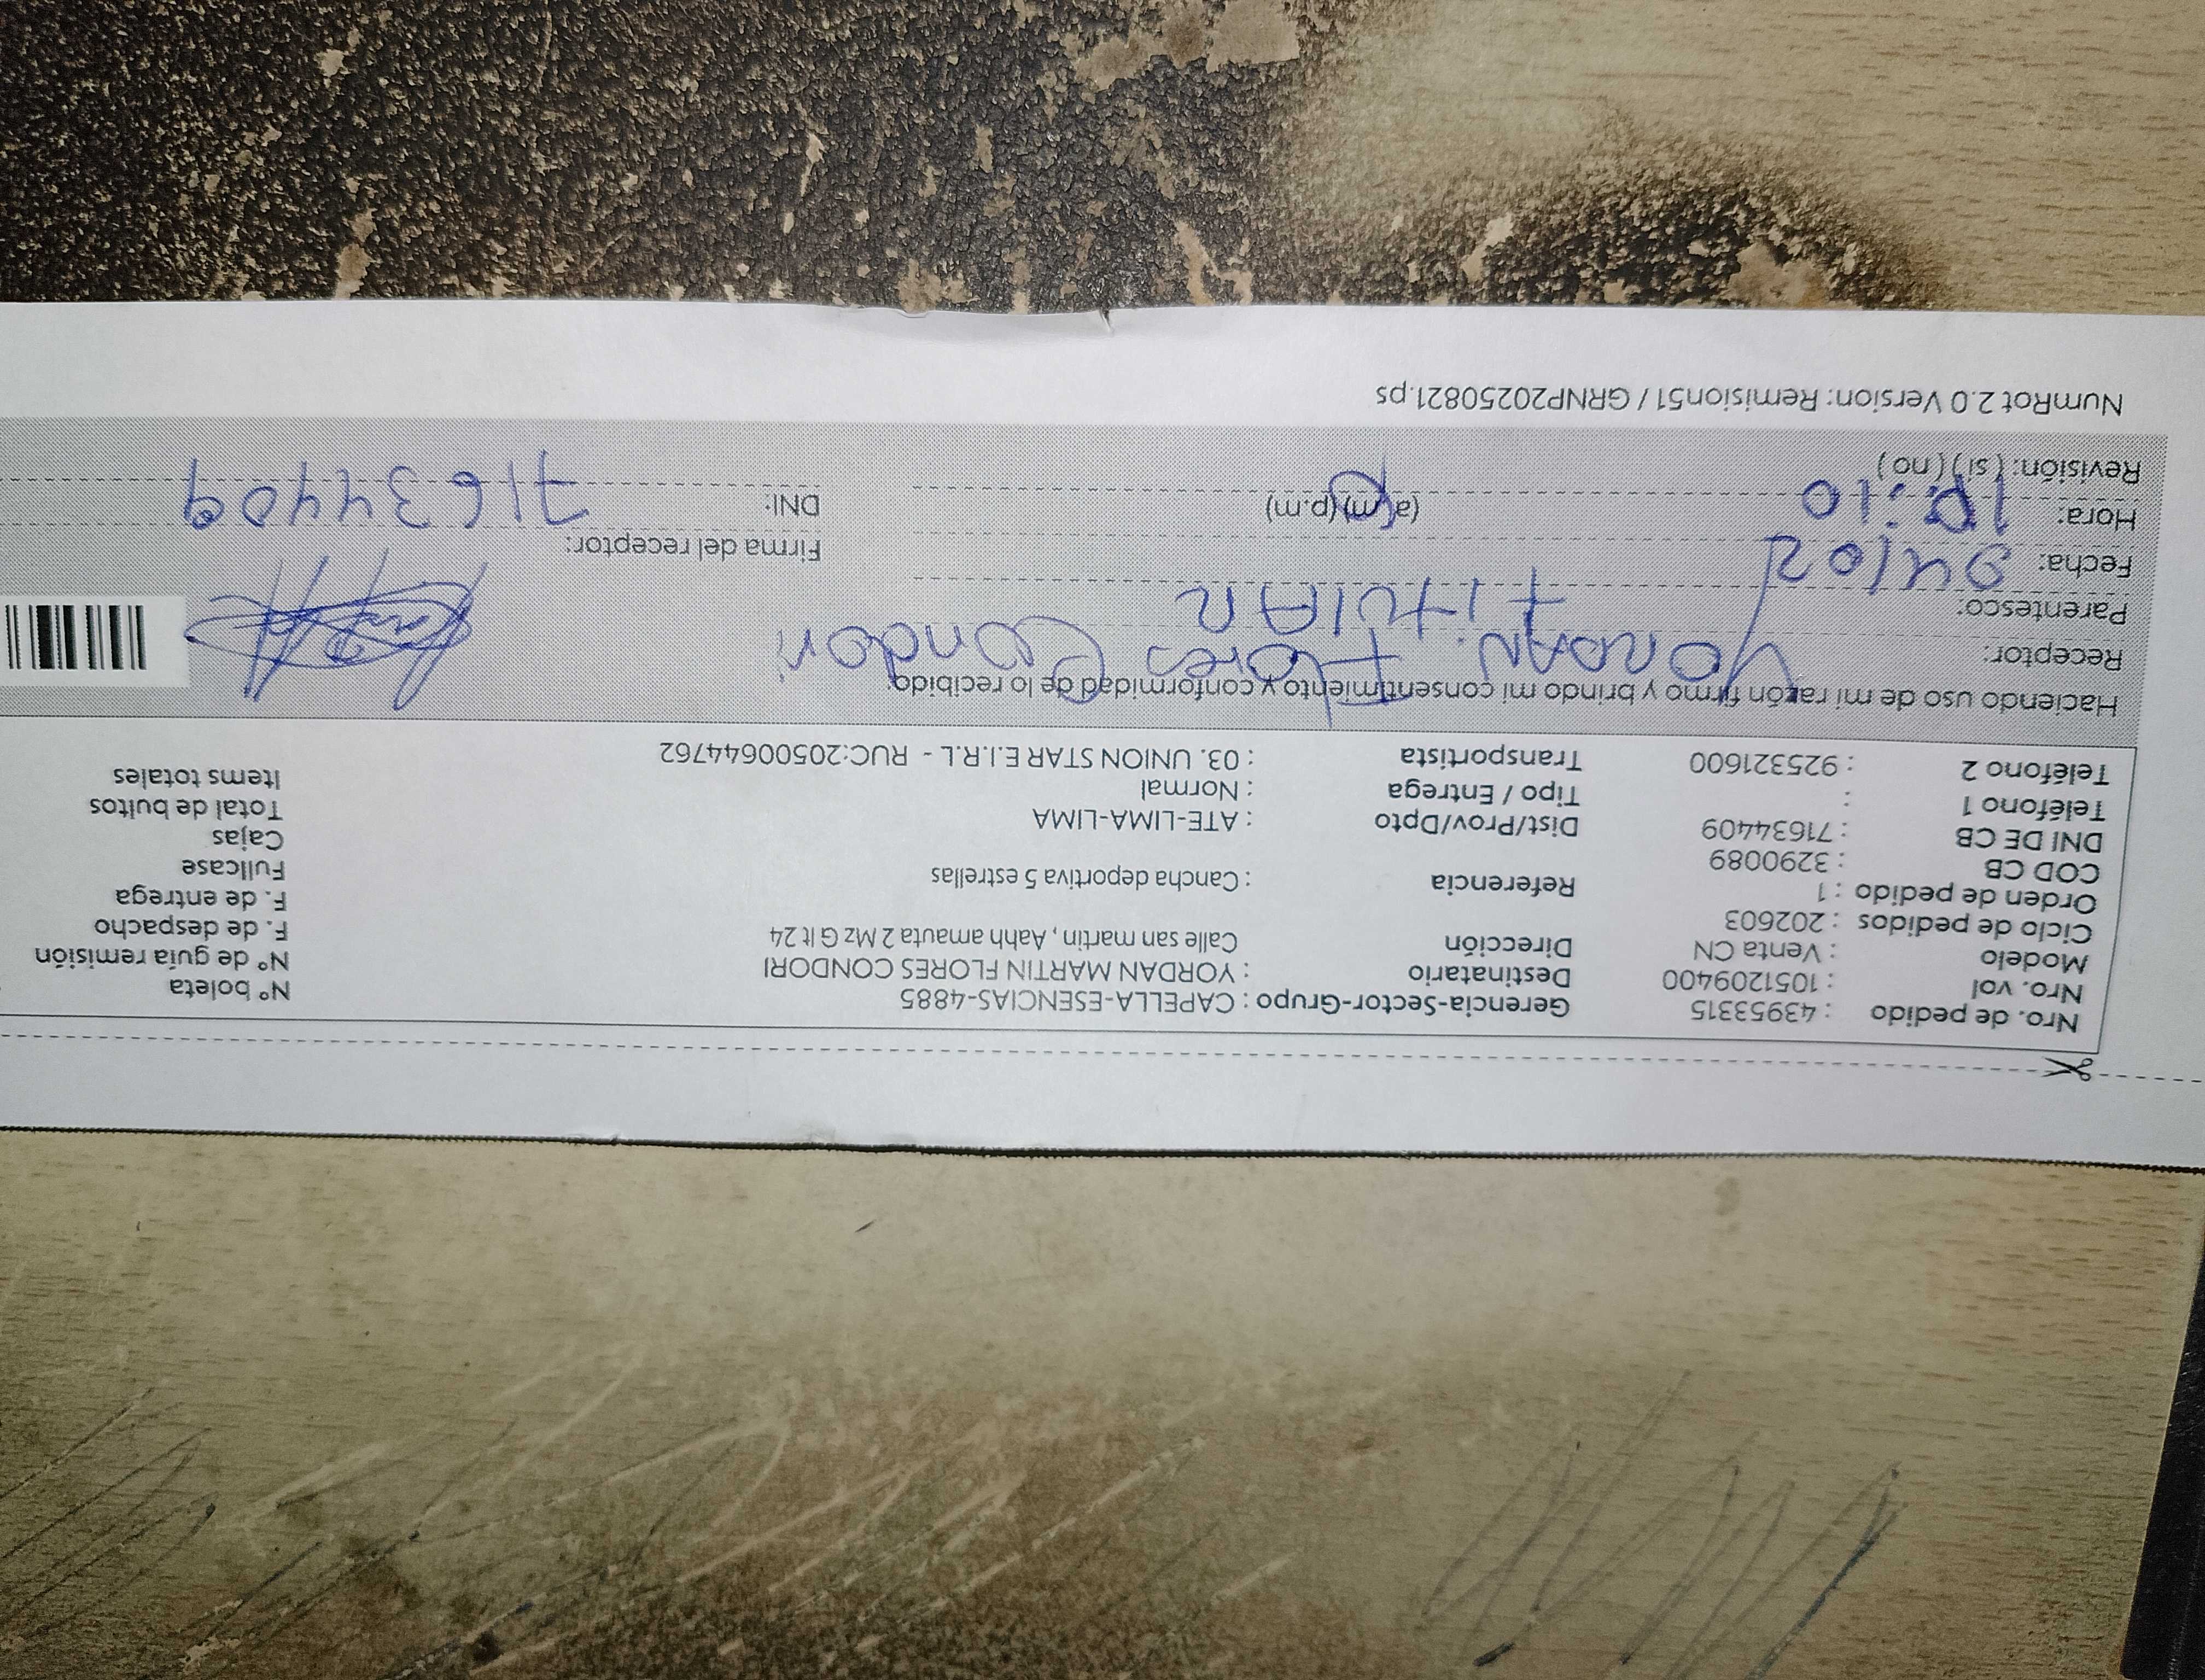 Nro. de pedido : 43953315 Gerencia-Sector-Grupo : CAPELLA-ESENCIAS-4885 N° boleta
Nro. vol : 1051209400 Destinatario : YORDAN MARTIN FLORES CONDORI N° de guía remisión
Modelo : Venta CN Dirección Calle san martin , Aahh amauta 2 Mz G lt 24 F. de despacho
Ciclo de pedidos : 202603 F. de entrega
Orden de pedido : 1 Referencia : Cancha deportiva 5 estrellas Fullcase
COD CB : 3290089 Cajas
DNI DE CB : 71634409 Dist/Prov/Dpto : ATE-LIMA-LIMA Total de bultos
Teléfono 1 : Tipo / Entrega : Normal Items totales
Teléfono 2 : 925321600 Transportista : 03. UNION STAR E.I.R.L - RUC:20500644762
Haciendo uso de mi razón firmo y brindo mi consentimiento y conformidad de lo recibido.
Receptor: YORDAN Flores Condori
Parentesco: TITULAR
Fecha: 04/02 Firma del receptor:
Hora: :10 (a.m) (p.m) DNI: 71634409
Revisión: (si) (no)
NumRot 2.0 Version: Remision51 / GRNP20250821.ps